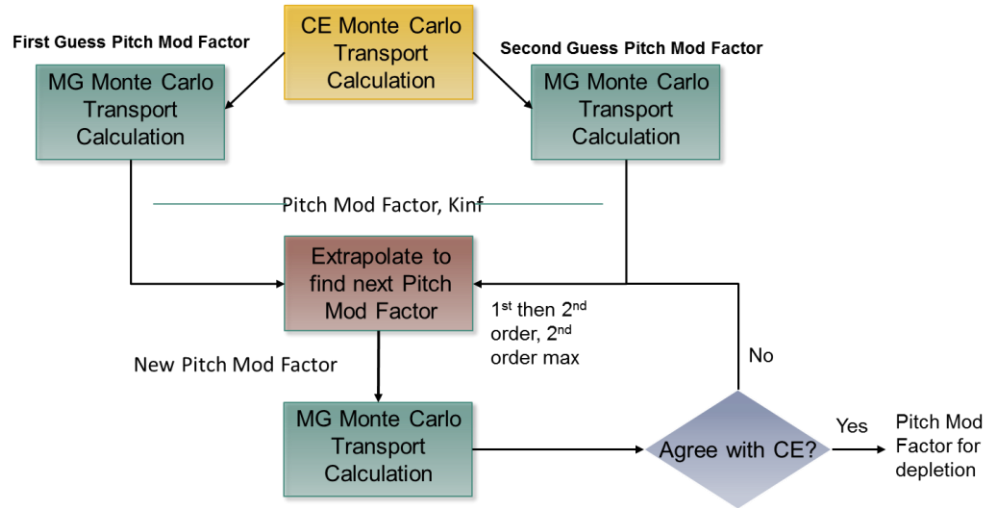 CE Monte Carlo
Transport
Calculation
First Guess Pitch Mod Factor
Second Guess Pitch Mod Factor
MG Monte Carlo
Transport
Calculation
MG Monte Carlo
Transport
Calculation
Pitch Mod Factor, Kinf
Extrapolate to
find next Pitch
Mod Factor
1st then 2nd
order, 2nd
order max
New Pitch Mod Factor
No
MG Monte Carlo
Transport
Calculation
Agree with CE?
Yes
Pitch Mod
Factor for
depletion